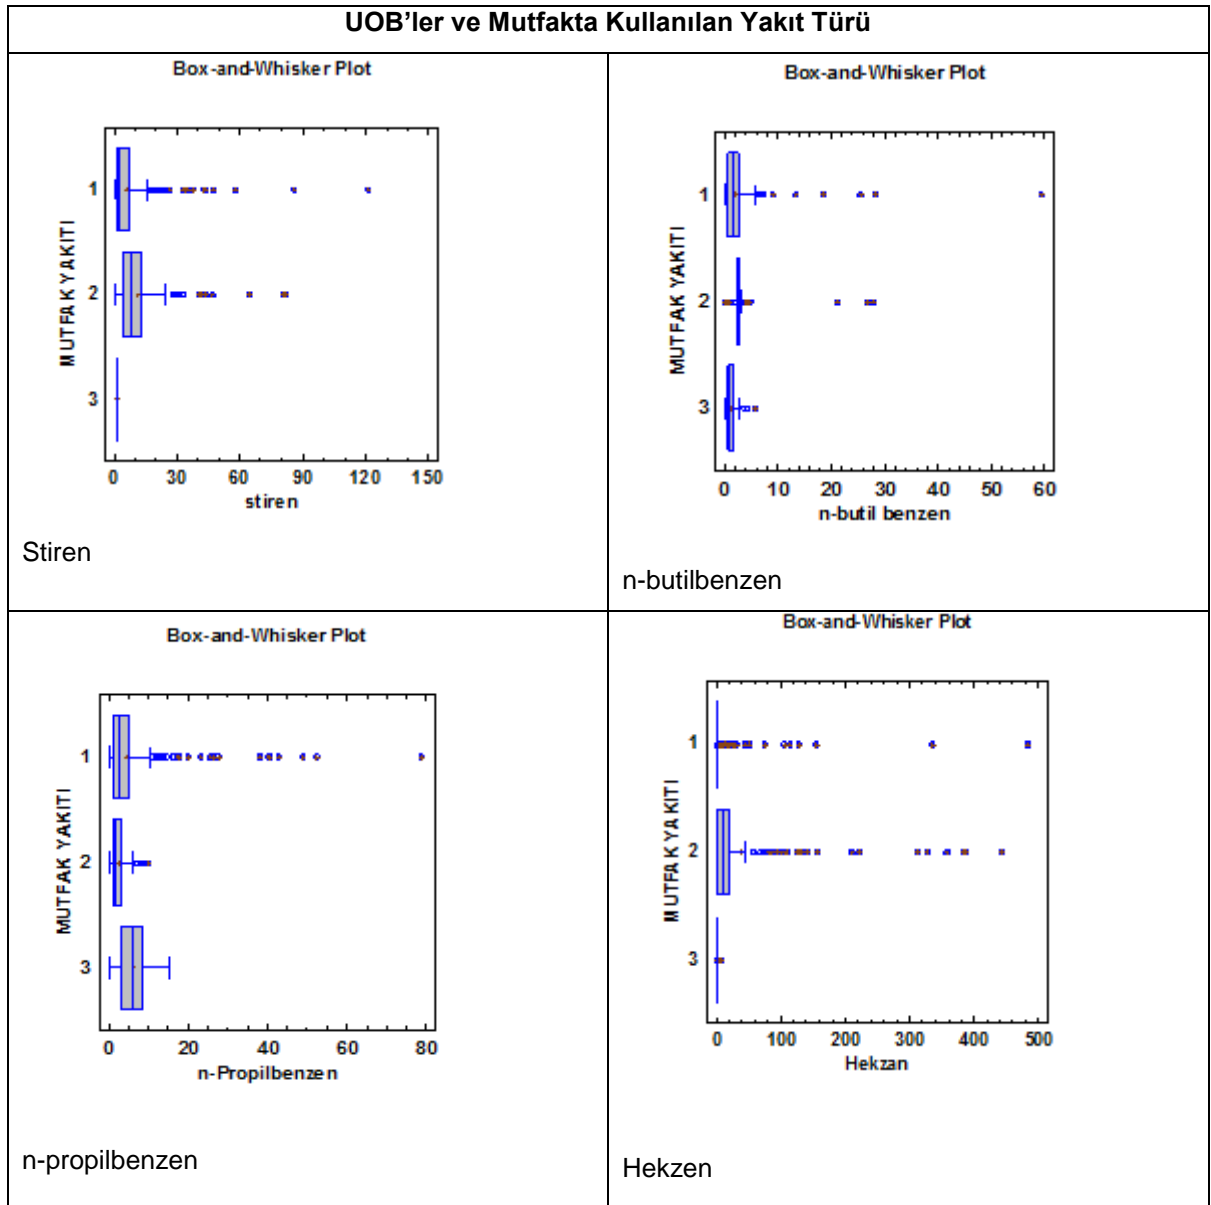 UOB’ler ve Mutfakta Kullanılan Yakıt Türü
Box-and-Whisker Plot
MUTFAK YAKITI
1
2
3
0 30 60 90 120 150
stiren
Stiren
Box-and-Whisker Plot
MUTFAK YAKITI
1
2
3
0 10 20 30 40 50 60
n-butil benzen
n-butilbenzen
Box-and-Whisker Plot
MUTFAK YAKITI
1
2
3
0 20 40 60 80
n-Propilbenzen
n-propilbenzen
Box-and-Whisker Plot
MUTFAK YAKITI
1
2
3
0 100 200 300 400 500
Hekzan
Hekzen